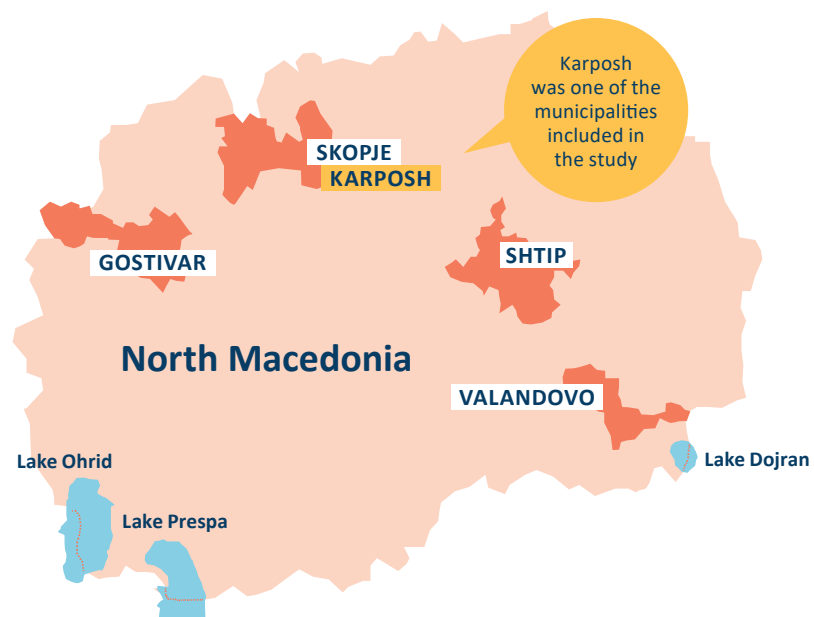 Karposh
was one of the
municipalities
included in
the study
SKOPJE
KARPOSH
GOSTIVAR
SHTIP
North Macedonia
VALANDOVO
Lake Ohrid
Lake Dojran
Lake Prespa